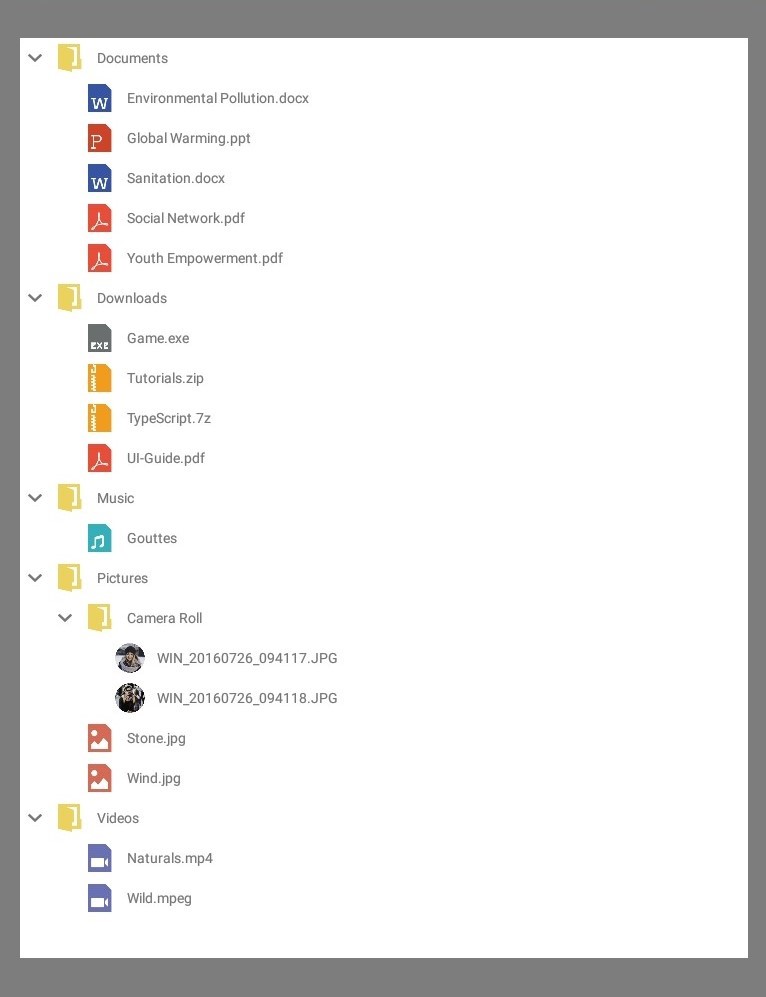 Documents
Environmental Pollution.docx
Global Warming.ppt
Sanitation.docx
Social Network.pdf
Youth Empowerment.pdf
Downloads
Game.exe
Tutorials.zip
TypeScript.7z
UI-Guide.pdf
Music
Gouttes
Pictures
Camera Roll
WIN_20160726_094117.JPG
WIN_20160726_094118.JPG
Stone.jpg
Wind.jpg
Videos
Naturals.mp4
Wild.mpeg